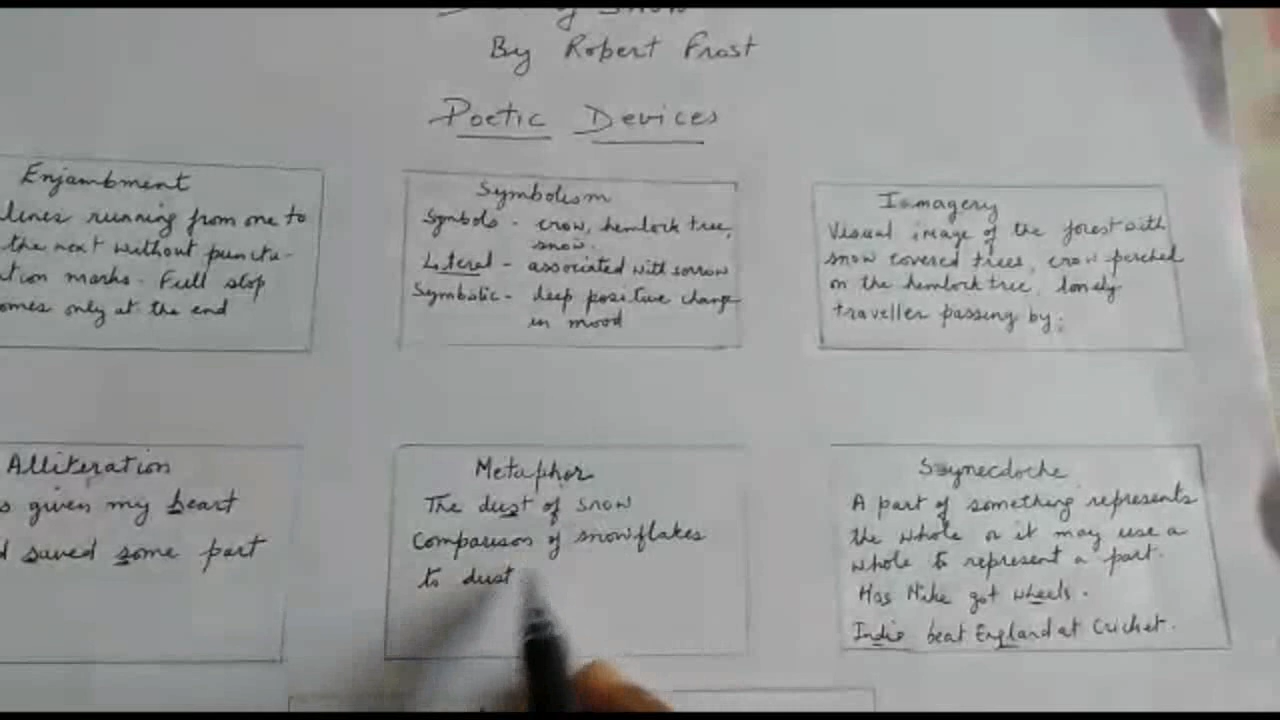 of Snow
By Robert Frost
Poetic Devices
Enjambment
lines running from one to
the next without punctu-
ation marks. Full stop
omes only at the end
Symbolism
Symbols - crow, hemlock tree,
snow.
Literal - associated with sorrow
Symbolic - deep positive change
in mood
Ismagery
Visual image of the forest with
snow covered trees, crow perched
on the hemlock tree, lonely
traveller passing by;
Alliteration
s given my heart
d saved some part
Metaphor
The dust of snow
Comparison of snowflakes
to dust
Synecdoche
A part of something represents
the whole or it may use a
whole to represent a part.
Has Mike got wheels.
India beat England at Cricket.